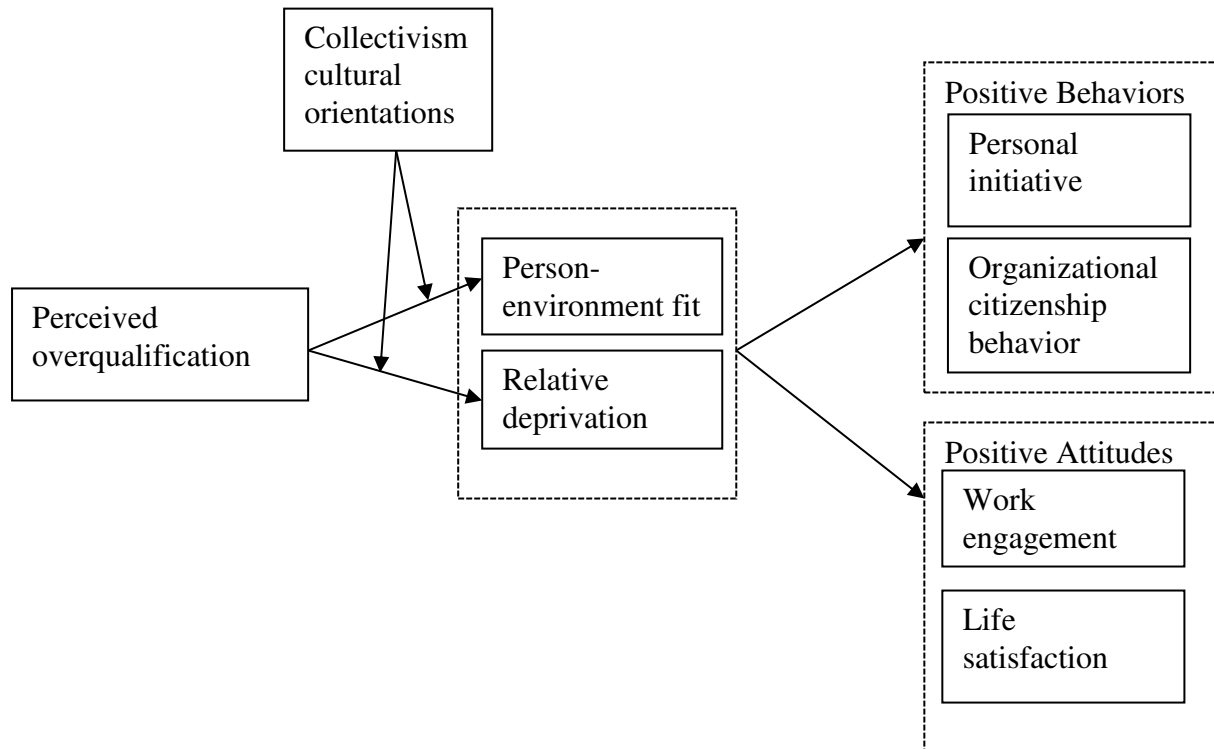 Collectivism
cultural
orientations
Positive Behaviors
Personal
initiative
Person-
environment fit
Organizational
citizenship
behavior
Perceived
overqualification
Relative
deprivation
Positive Attitudes
Work
engagement
Life
satisfaction